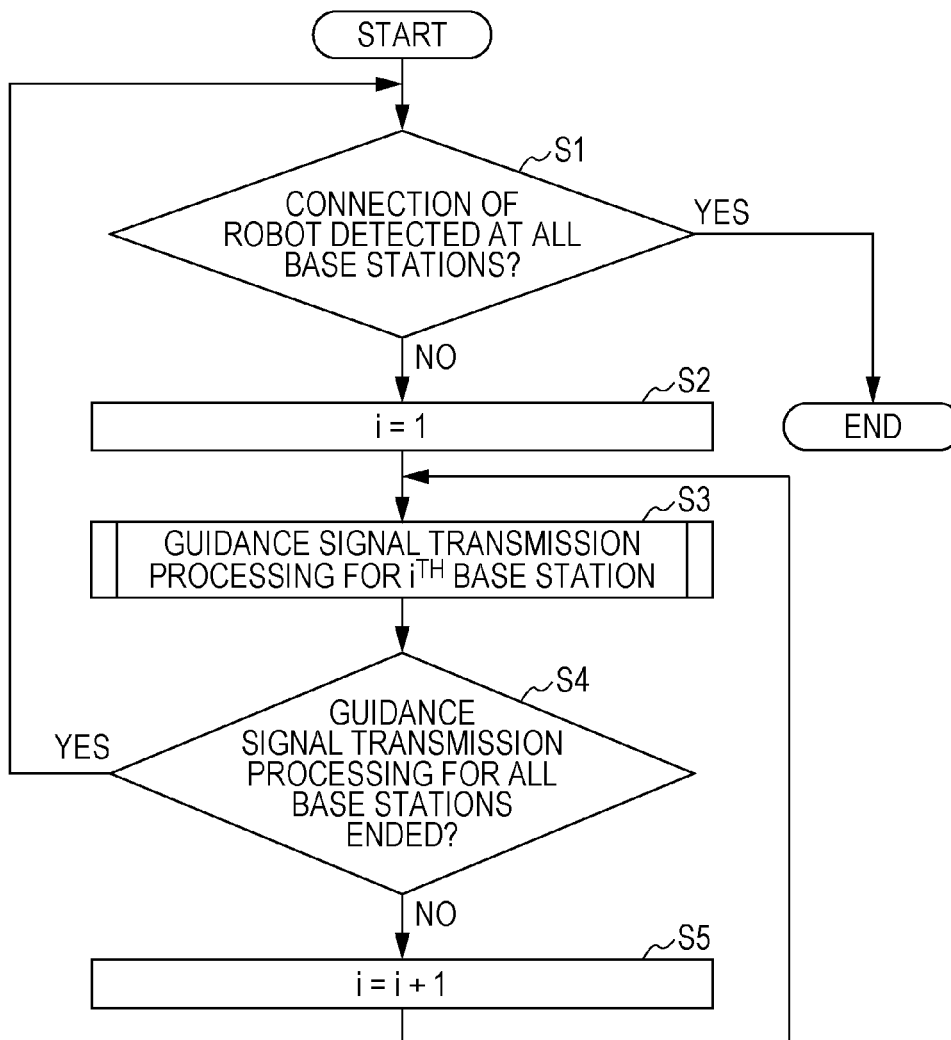 START
S1
CONNECTION OF
ROBOT DETECTED AT ALL
BASE STATIONS?
YES
NO
S2
i = 1
END
S3
GUIDANCE SIGNAL TRANSMISSION
PROCESSING FOR iTH BASE STATION
S4
GUIDANCE
SIGNAL TRANSMISSION
PROCESSING FOR ALL
BASE STATIONS
ENDED?
YES
NO
S5
i = i + 1